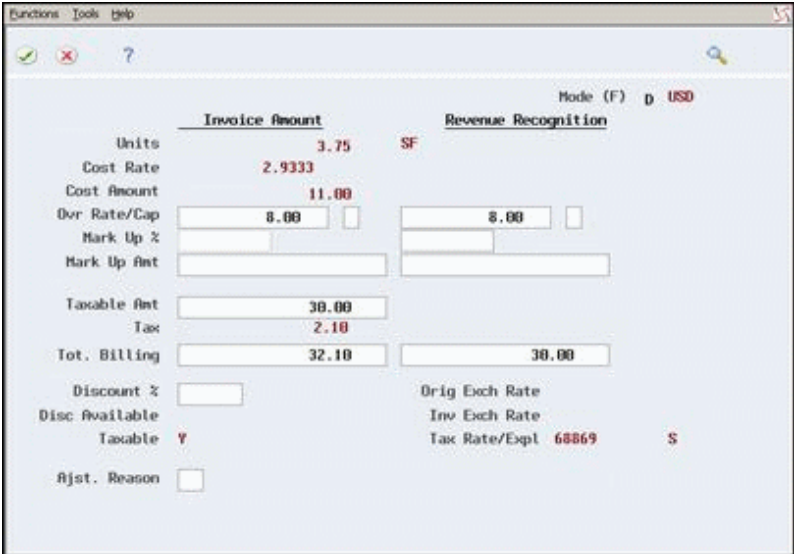 Functions Tools Help
?
Mode (F) D USD
Invoice Amount Revenue Recognition
Units 3.75 SF
Cost Rate 2.9333
Cost Amount 11.00
Ovr Rate/Cap 8.00 8.00
Mark Up %
Mark Up Amt
Taxable Amt 30.00
Tax 2.10
Tot. Billing 32.10 30.00
Discount % Orig Exch Rate
Disc Available Inv Exch Rate
Taxable Y Tax Rate/Expl 68869 S
Ajst. Reason